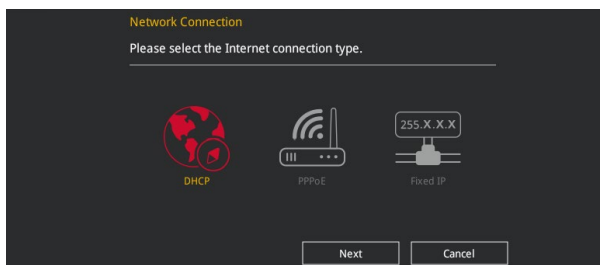 Network Connection
Please select the Internet connection type.
255.X.X.X
DHCP
PPPoE
Fixed IP
Next
Cancel